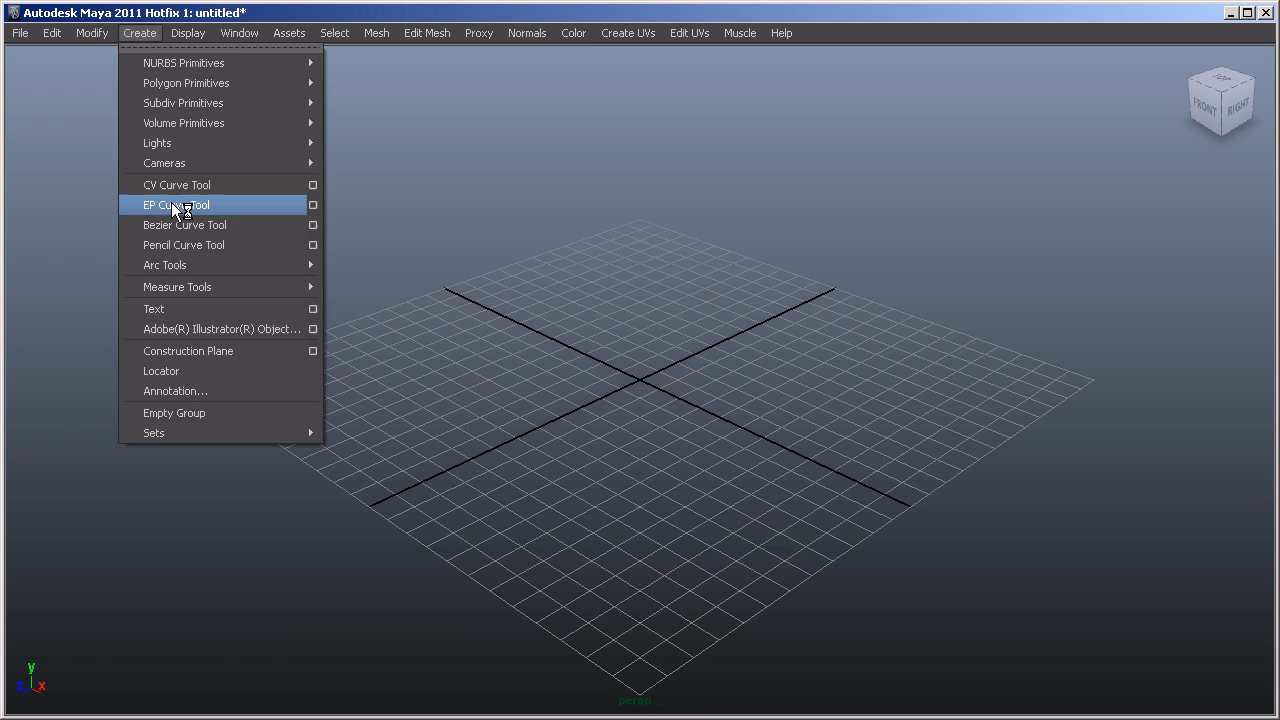 Autodesk Maya 2011 Hotfix 1: untitled*
File Edit Modify Create Display Window Assets Select Mesh Edit Mesh Proxy Normals Color Create UVs Edit UVs Muscle Help
NURBS Primitives
Polygon Primitives
Subdiv Primitives
Volume Primitives
Lights
Cameras
CV Curve Tool
EP Curve Tool
Bezier Curve Tool
Pencil Curve Tool
Arc Tools
Measure Tools
Text
Adobe(R) Illustrator(R) Object...
Construction Plane
Locator
Annotation...
Empty Group
Sets
TOP
FRONT RIGHT
y
z x
persp